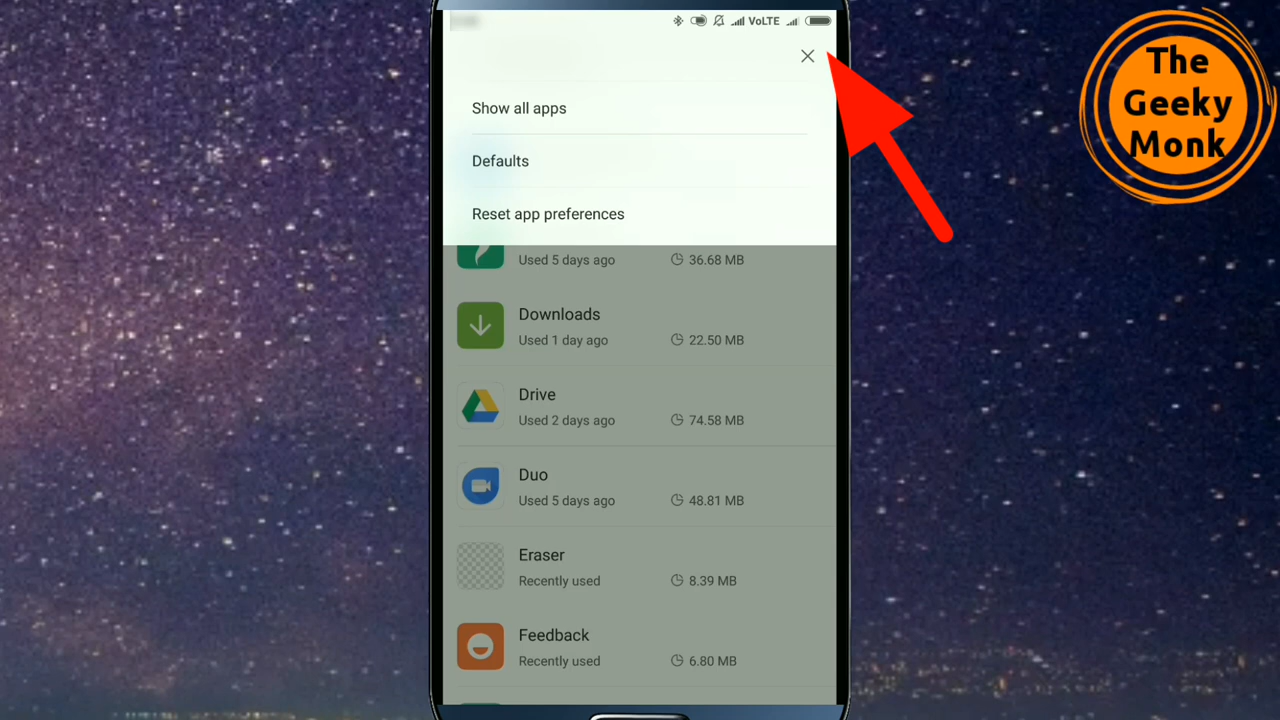 VoLTE
Show all apps
Defaults
Reset app preferences
Used 5 days ago 36.68 MB
Downloads
Used 1 day ago 22.50 MB
Drive
Used 2 days ago 74.58 MB
Duo
Used 5 days ago 48.81 MB
Eraser
Recently used 8.39 MB
Feedback
Recently used 6.80 MB
The
Geeky
Monk